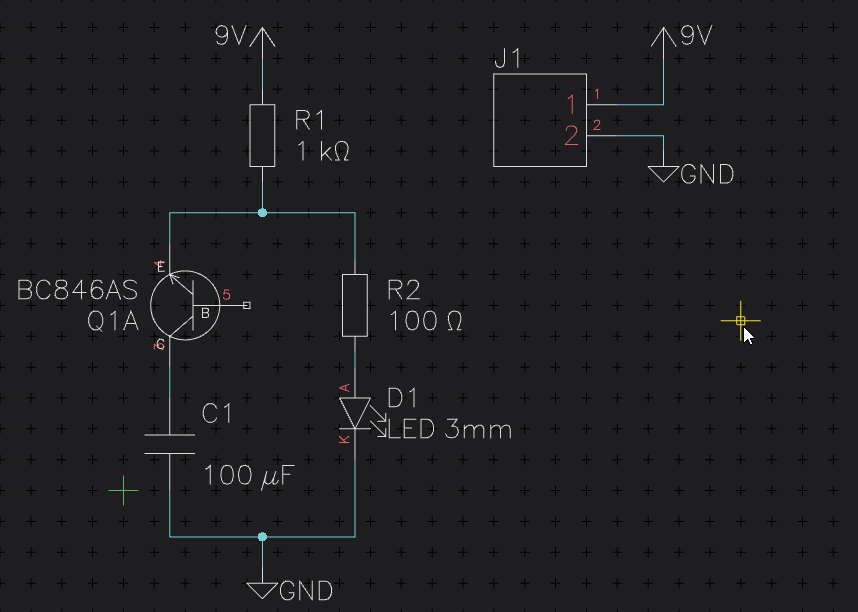 9V
9V
J1
1
1
2
2
GND
R1
1 kΩ
E
BC846AS
Q1A
5
B
R2
100 Ω
C1
100 µF
A
K
D1
LED 3mm
GND